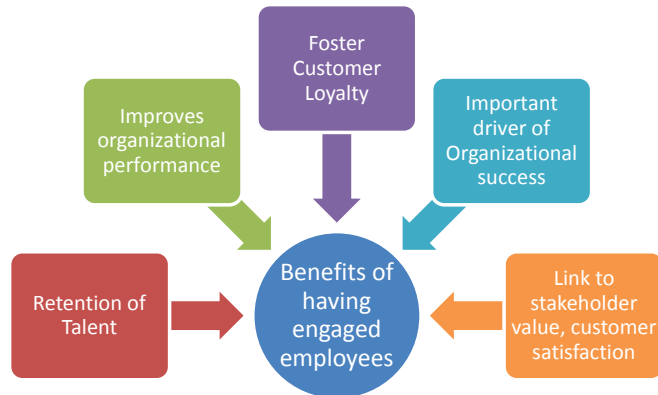 Foster
Customer
Loyalty
Improves
organizational
performance
Important
driver of
Organizational
success
Retention of
Talent
Benefits of
having
engaged
employees
Link to
stakeholder
value, customer
satisfaction